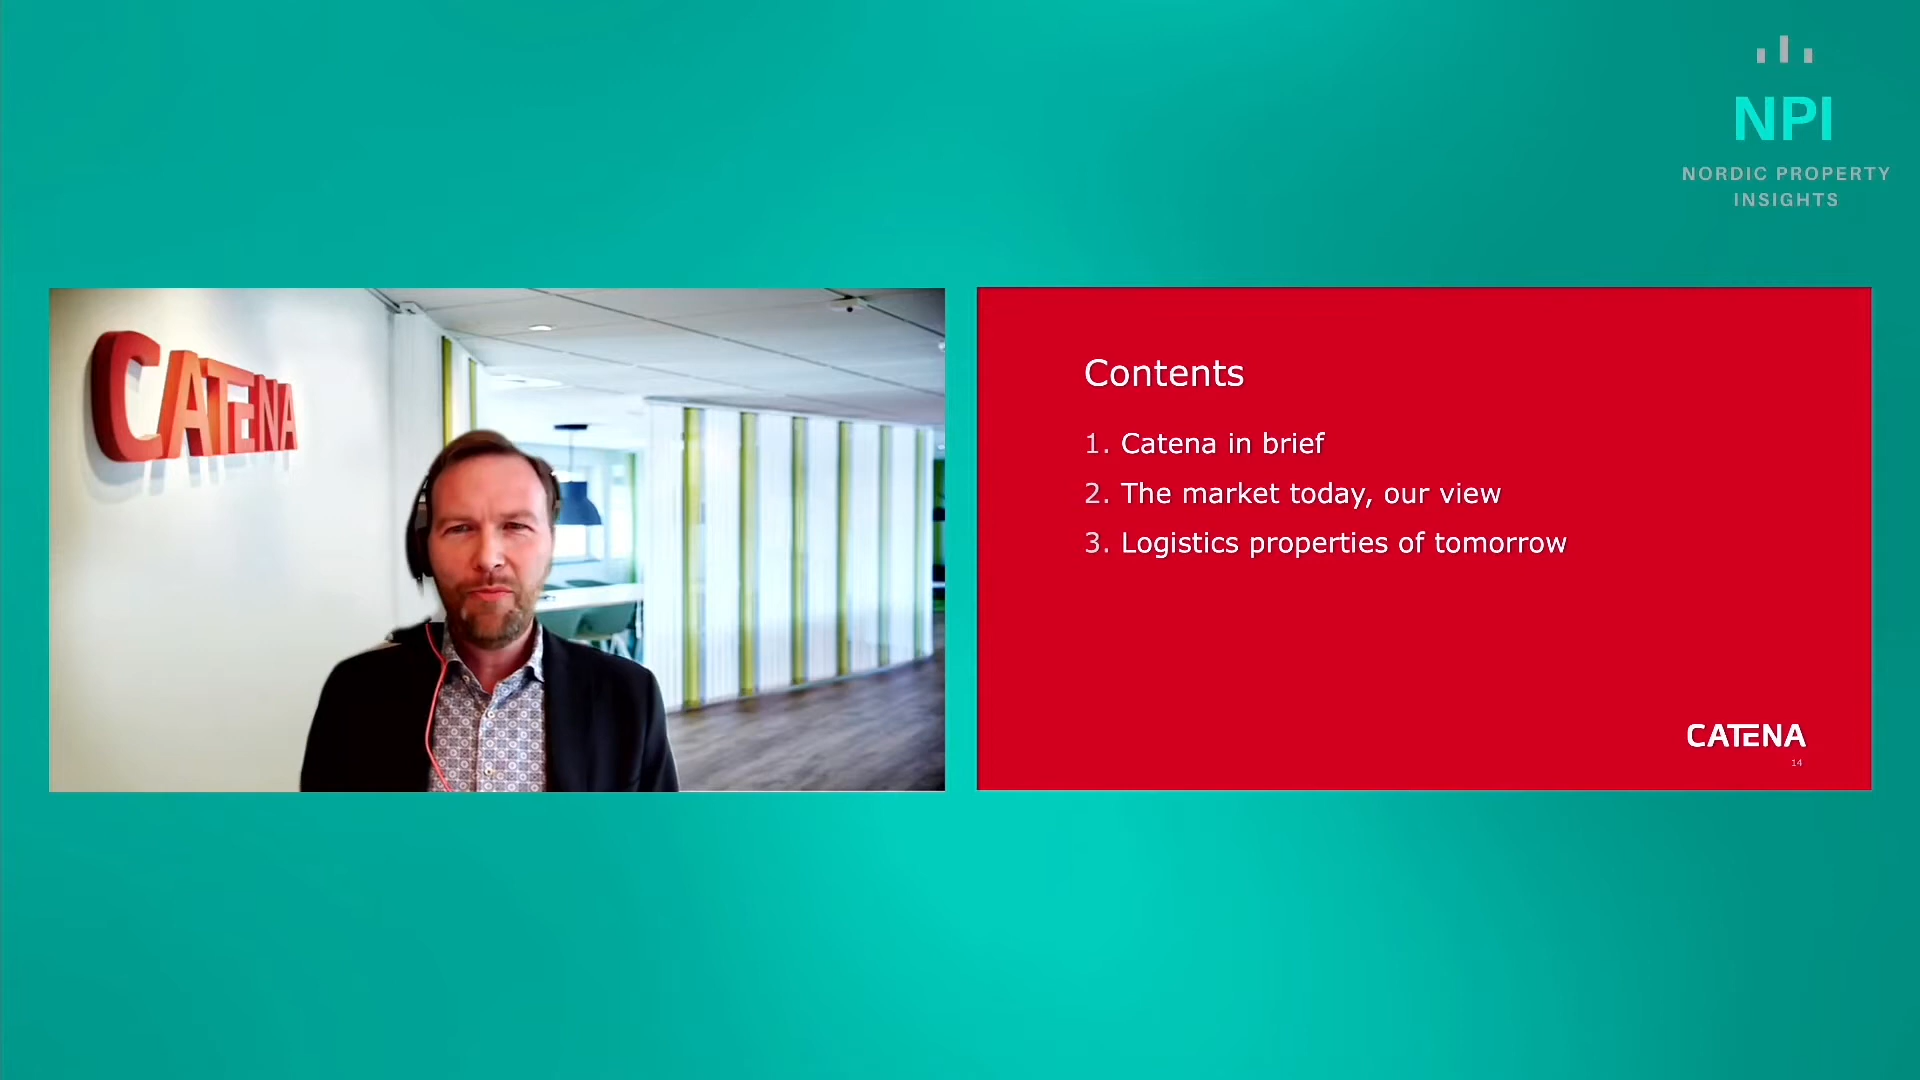 NPI
NORDIC PROPERTY
INSIGHTS
CATENA
Contents
1. Catena in brief
2. The market today, our view
3. Logistics properties of tomorrow
CATENA
14